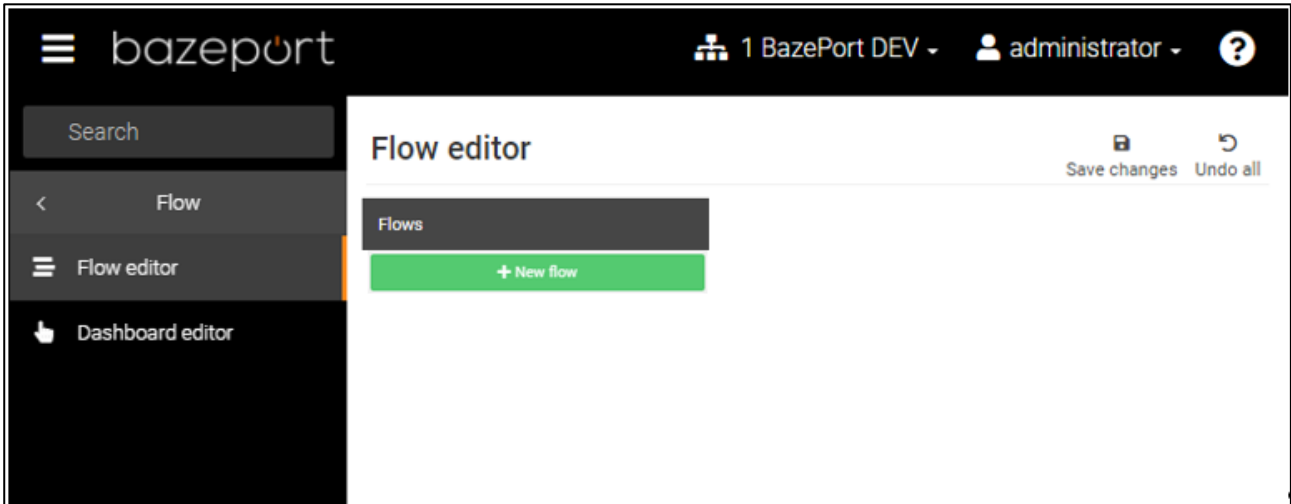 bazeport
1 BazePort DEV
administrator
?
Search
Flow
Flow editor
Dashboard editor
Flow editor
Save changes
Undo all
Flows
+ New flow